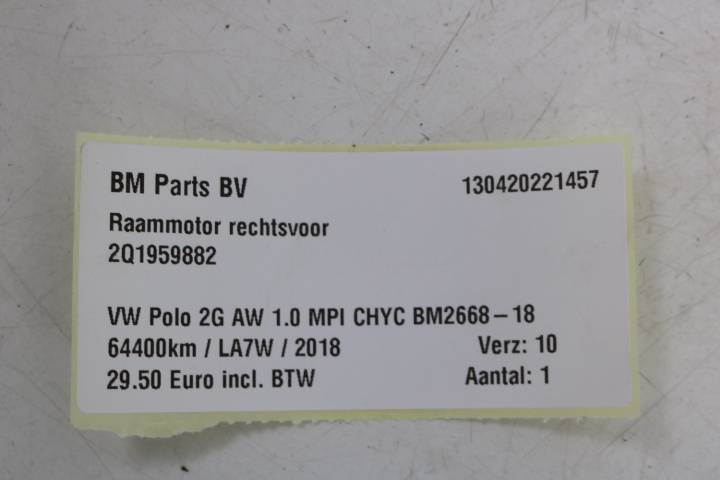 BM Parts BV 130420221457
Raammotor rechtsvoor
2Q1959882
VW Polo 2G AW 1.0 MPI CHYC BM2668-18
64400km / LA7W / 2018 Verz: 10
29.50 Euro incl. BTW Aantal: 1